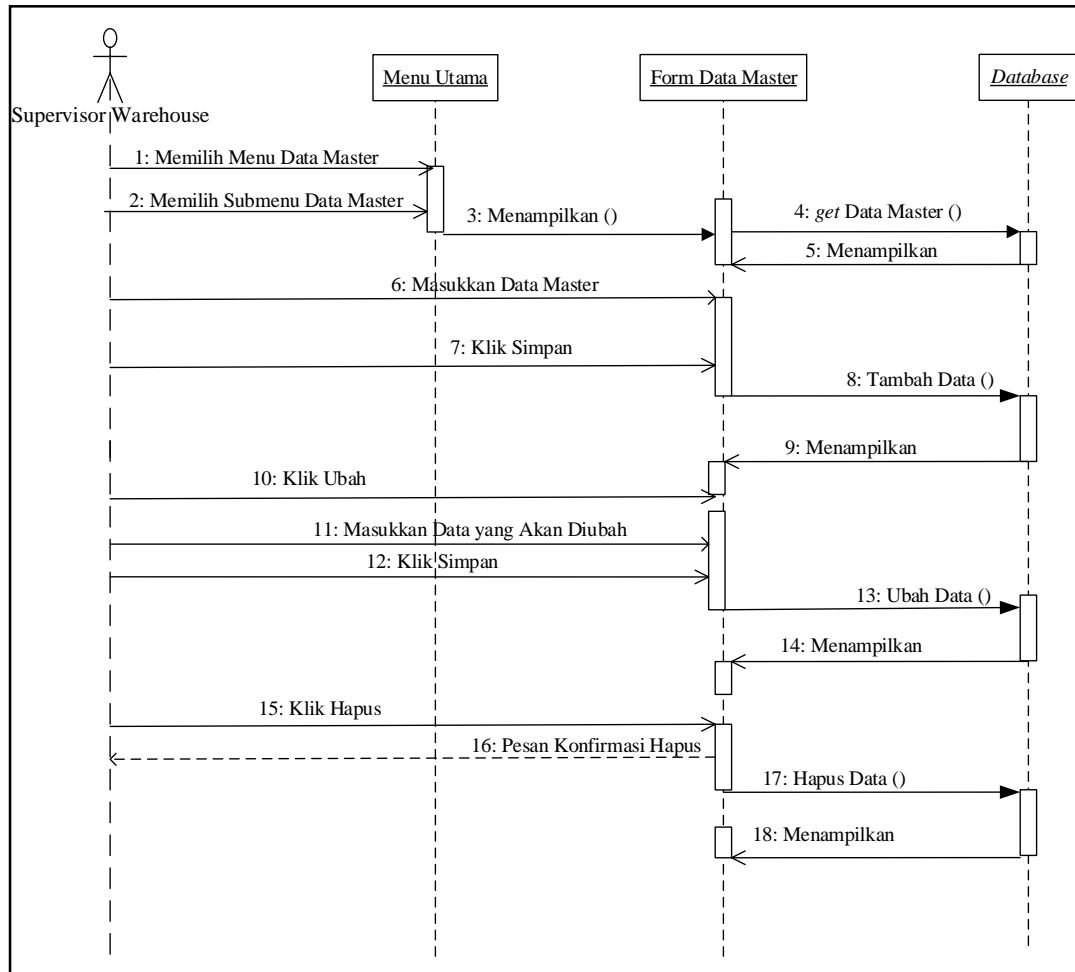 Menu Utama
Form Data Master
Database
Supervisor Warehouse
1: Memilih Menu Data Master
2: Memilih Submenu Data Master
3: Menampilkan ()
4: get Data Master ()
5: Menampilkan
6: Masukkan Data Master
7: Klik Simpan
8: Tambah Data ()
9: Menampilkan
10: Klik Ubah
11: Masukkan Data yang Akan Diubah
12: Klik Simpan
13: Ubah Data ()
14: Menampilkan
15: Klik Hapus
16: Pesan Konfirmasi Hapus
17: Hapus Data ()
18: Menampilkan